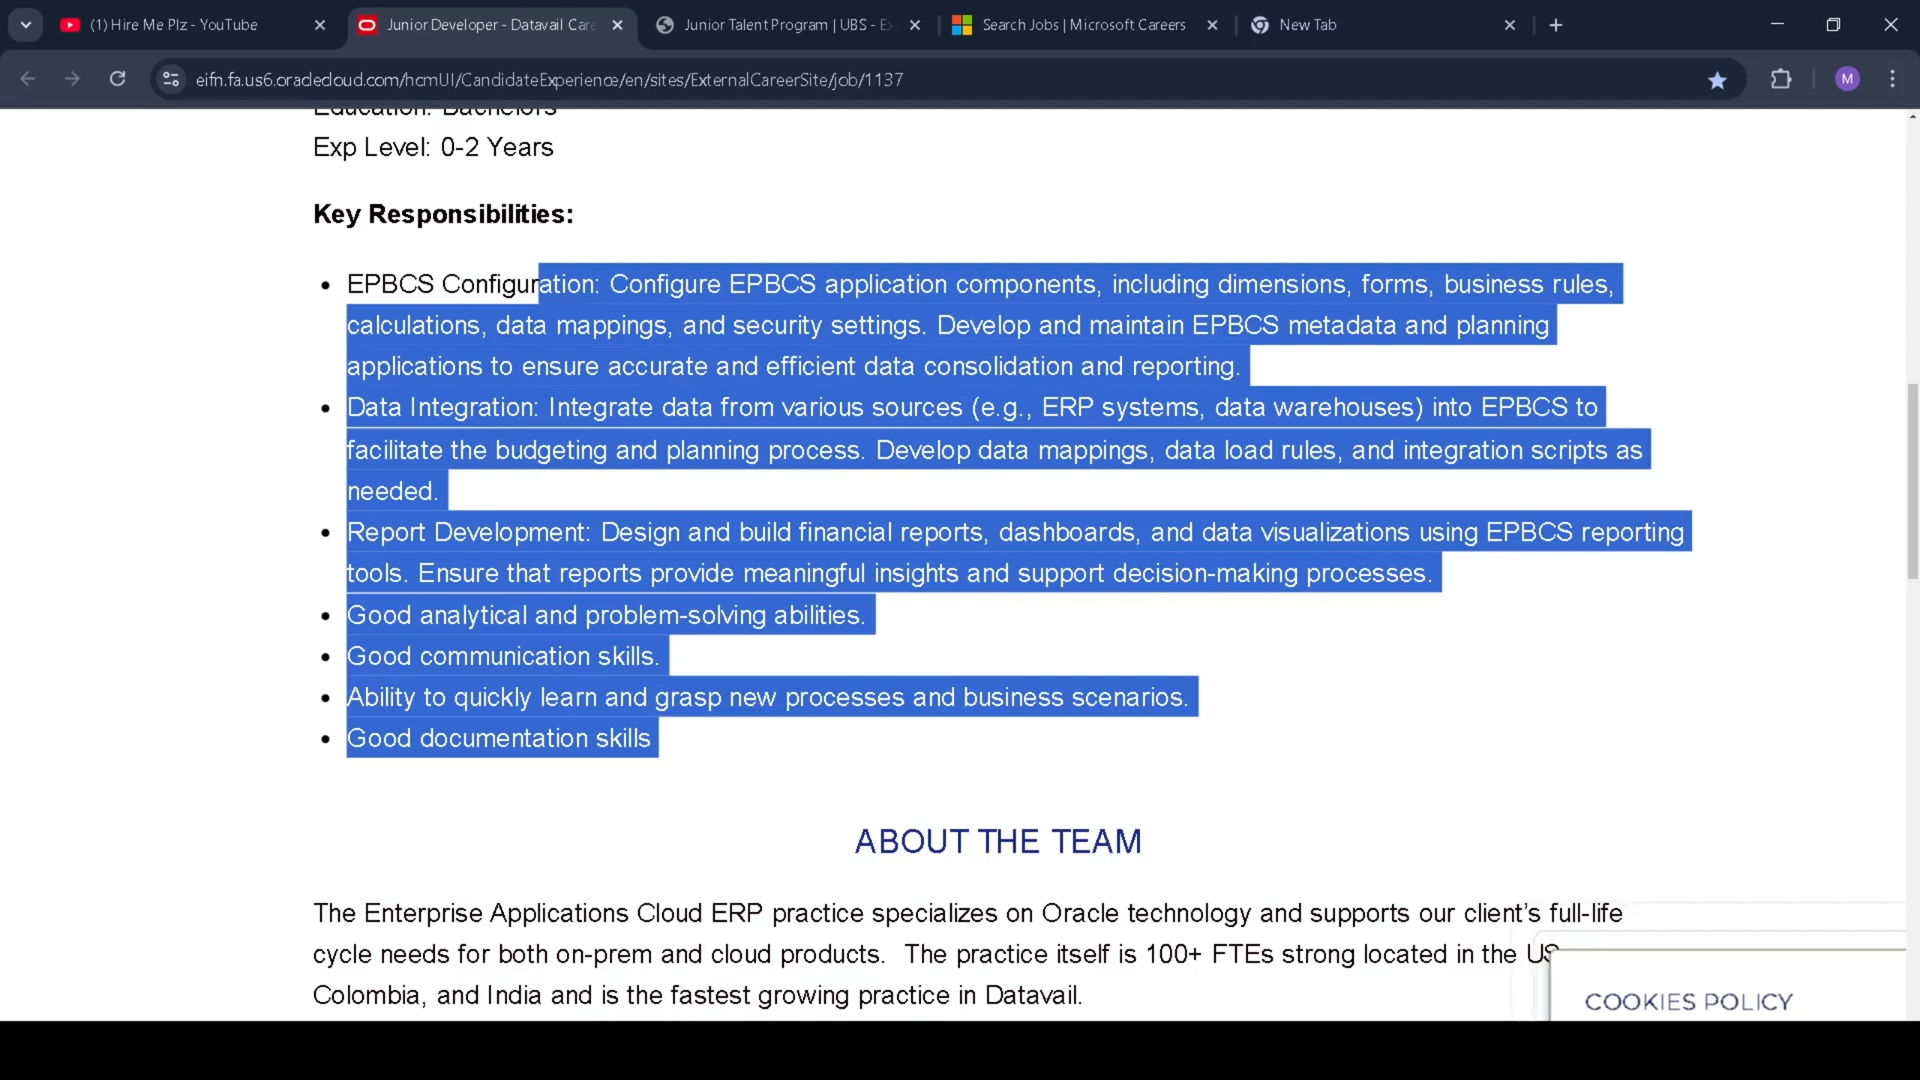 (1) Hire Me Plz - YouTube
Junior Developer - Datavail Care
Junior Talent Program | UBS - Ex
Search Jobs | Microsoft Careers
New Tab
eifn.fa.us6.oraclecloud.com/hcmUI/CandidateExperience/en/sites/ExternalCareerSite/job/1137
M
Education: Bachelors
Exp Level: 0-2 Years
Key Responsibilities:
EPBCS Configuration: Configure EPBCS application components, including dimensions, forms, business rules,
calculations, data mappings, and security settings. Develop and maintain EPBCS metadata and planning
applications to ensure accurate and efficient data consolidation and reporting.
Data Integration: Integrate data from various sources (e.g., ERP systems, data warehouses) into EPBCS to
facilitate the budgeting and planning process. Develop data mappings, data load rules, and integration scripts as
needed.
Report Development: Design and build financial reports, dashboards, and data visualizations using EPBCS reporting
tools. Ensure that reports provide meaningful insights and support decision-making processes.
Good analytical and problem-solving abilities.
Good communication skills.
Ability to quickly learn and grasp new processes and business scenarios.
Good documentation skills
ABOUT THE TEAM
The Enterprise Applications Cloud ERP practice specializes on Oracle technology and supports our client’s full-life
cycle needs for both on-prem and cloud products. The practice itself is 100+ FTEs strong located in the US
Colombia, and India and is the fastest growing practice in Datavail.
COOKIES POLICY